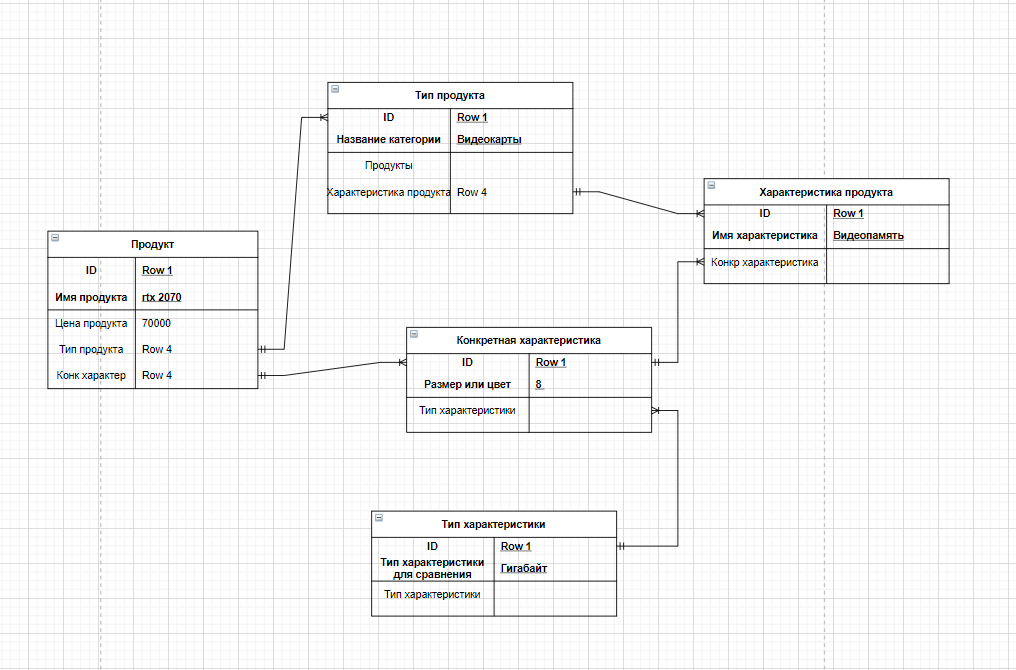 Тип продукта
ID Row 1
Название категории Видеокарты
Продукты
Характеристика продукта Row 4
Характеристика продукта
ID Row 1
Имя характеристика Видеопамять
Конкр характеристика
Продукт
ID Row 1
Имя продукта rtx 2070
Цена продукта 70000
Тип продукта Row 4
Конк характер Row 4
Конкретная характеристика
ID Row 1
Размер или цвет 8
Тип характеристики
Тип характеристики
ID Row 1
Тип характеристики
для сравнения Гигабайт
Тип характеристики